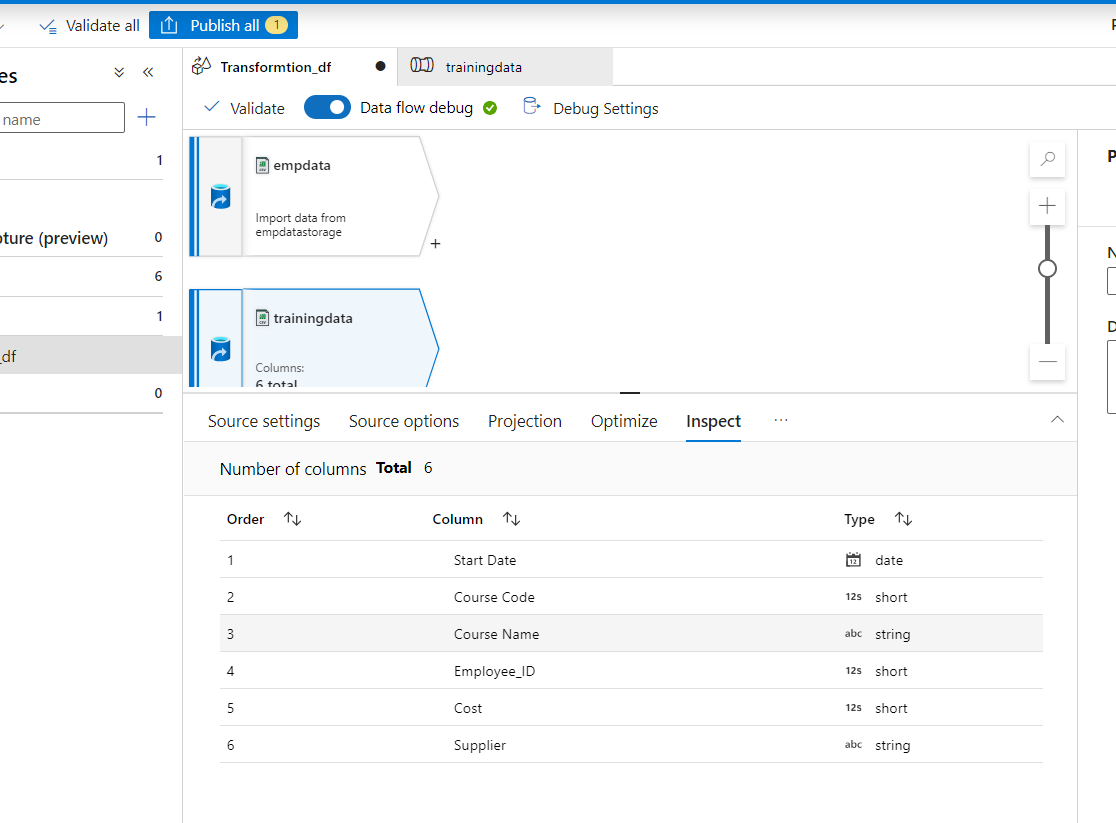 Validate all
Publish all 1
es
name
1
oture (preview) 0
6
1
_df
0
Transformtion_df
trainingdata
Validate
Data flow debug
Debug Settings
empdata
Import data from
empdatastorage
+
trainingdata
Columns:
6 total
Source settings
Source options
Projection
Optimize
Inspect
...
Number of columns Total 6
Order Column Type
1 Start Date 12 date
2 Course Code 12s short
3 Course Name abc string
4 Employee_ID 12s short
5 Cost 12s short
6 Supplier abc string
P
N
D